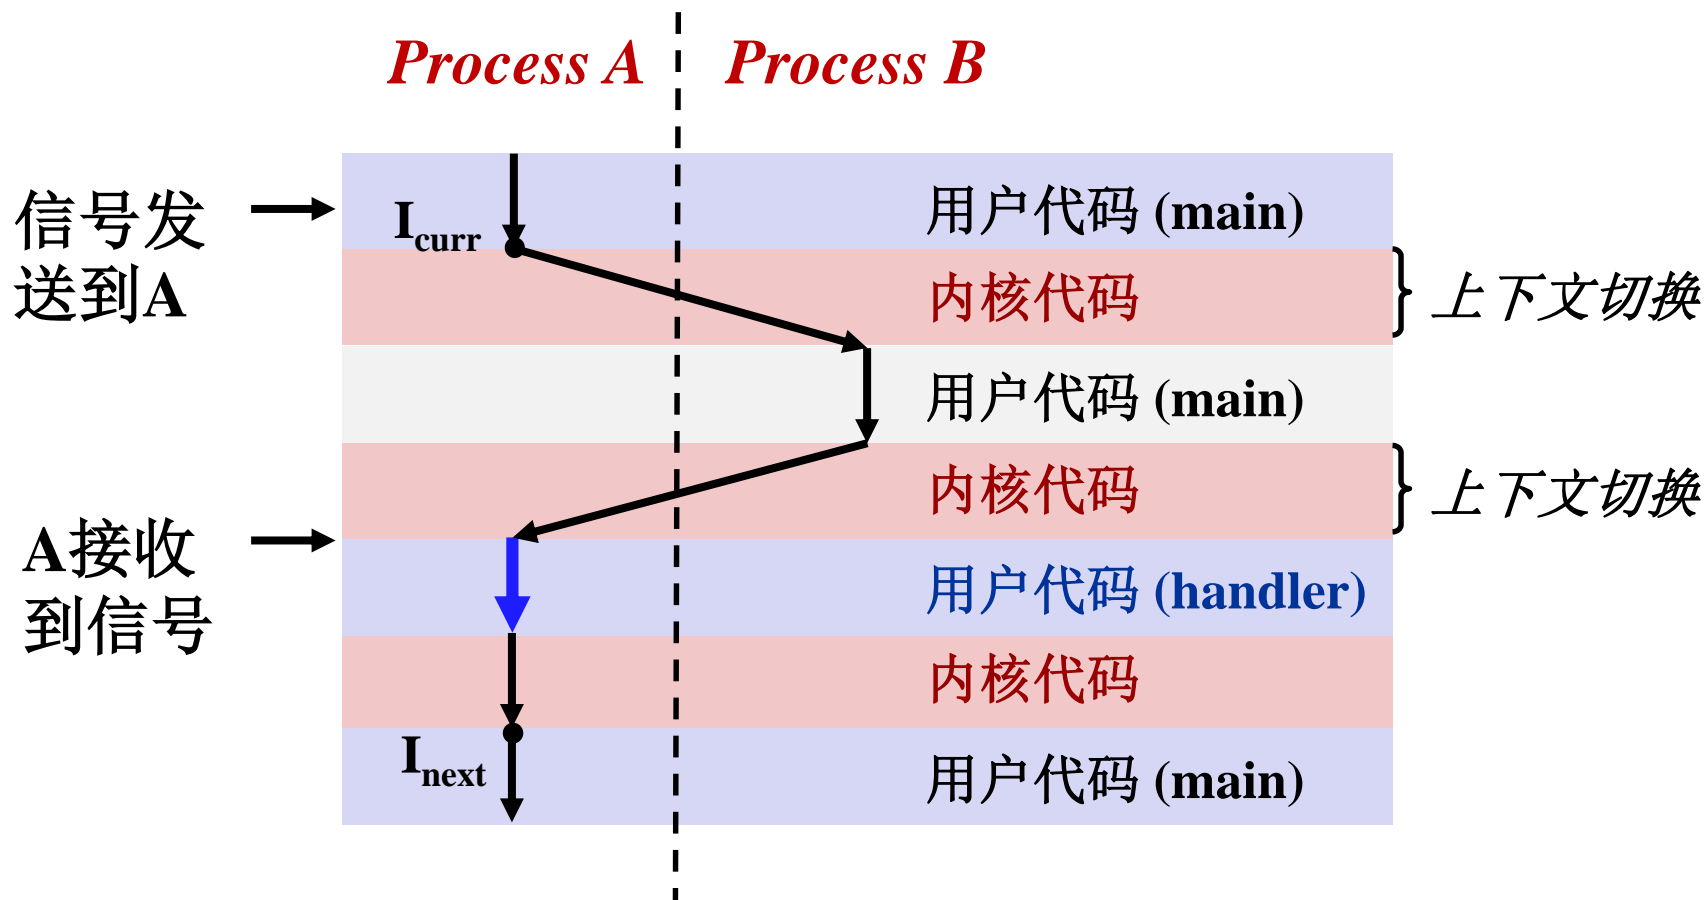 Process A
Process B
信号发
送到A
I curr
用户代码 (main)
内核代码
上下文切换
用户代码 (main)
内核代码
上下文切换
A接收
到信号
用户代码 (handler)
内核代码
I next
用户代码 (main)